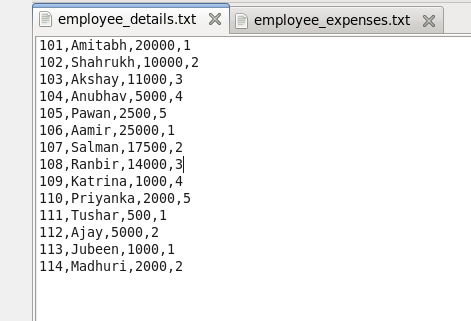 employee_details.txt employee_expenses.txt
101,Amitabh,20000,1
102,Shahrukh,10000,2
103,Akshay,11000,3
104,Anubhav,5000,4
105,Pawan,2500,5
106,Aamir,25000,1
107,Salman,17500,2
108,Ranbir,14000,3
109,Katrina,1000,4
110,Priyanka,2000,5
111,Tushar,500,1
112,Ajay,5000,2
113,Jubeen,1000,1
114,Madhuri,2000,2